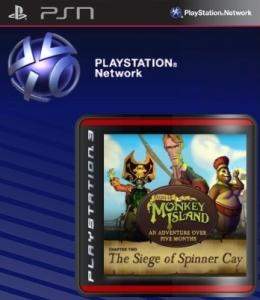 PSN
PlayStation®Network
PLAYSTATION®
Network
PLAYSTATION 3
TALES OF
MONKEY
ISLAND
AN ADVENTURE OVER
FIVE MONTHS
CHAPTER TWO
The Siege of Spinner Cay